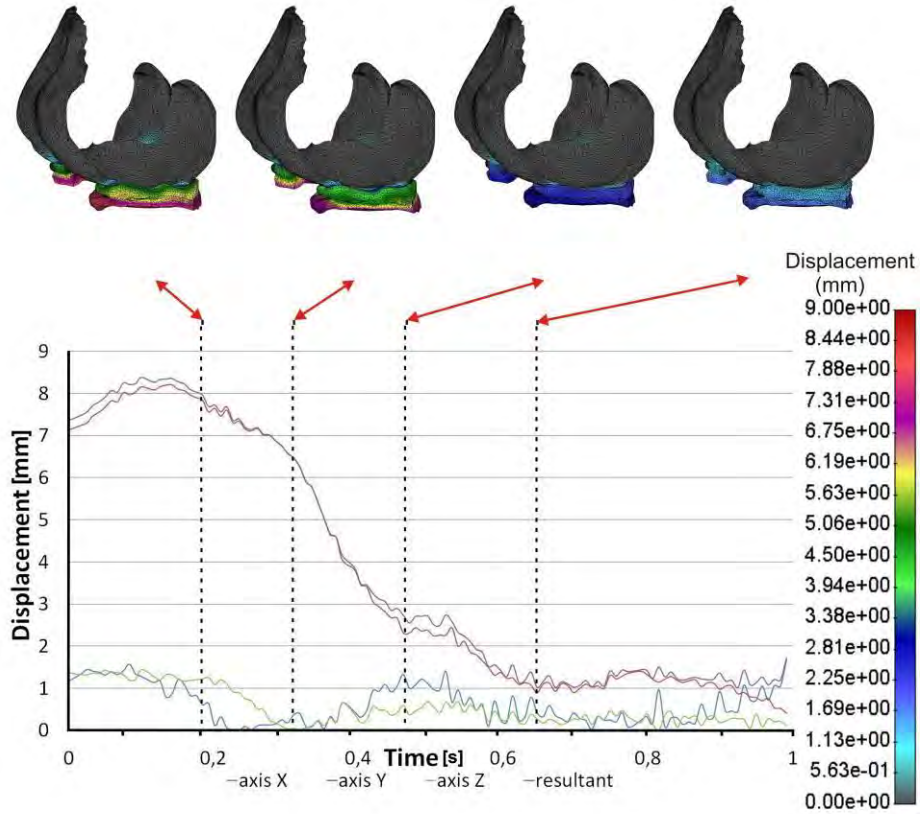 Displacement
(mm)
9.00e+00
8.44e+00
7.88e+00
7.31e+00
6.75e+00
6.19e+00
5.63e+00
5.06e+00
4.50e+00
3.94e+00
3.38e+00
2.81e+00
2.25e+00
1.69e+00
1.13e+00
5.63e-01
0.00e+00
Displacement [mm]
9
8
7
6
5
4
3
2
1
0
0 0,2 0,4 Time [s] 0,6 0,8 1
–axis X –axis Y –axis Z –resultant